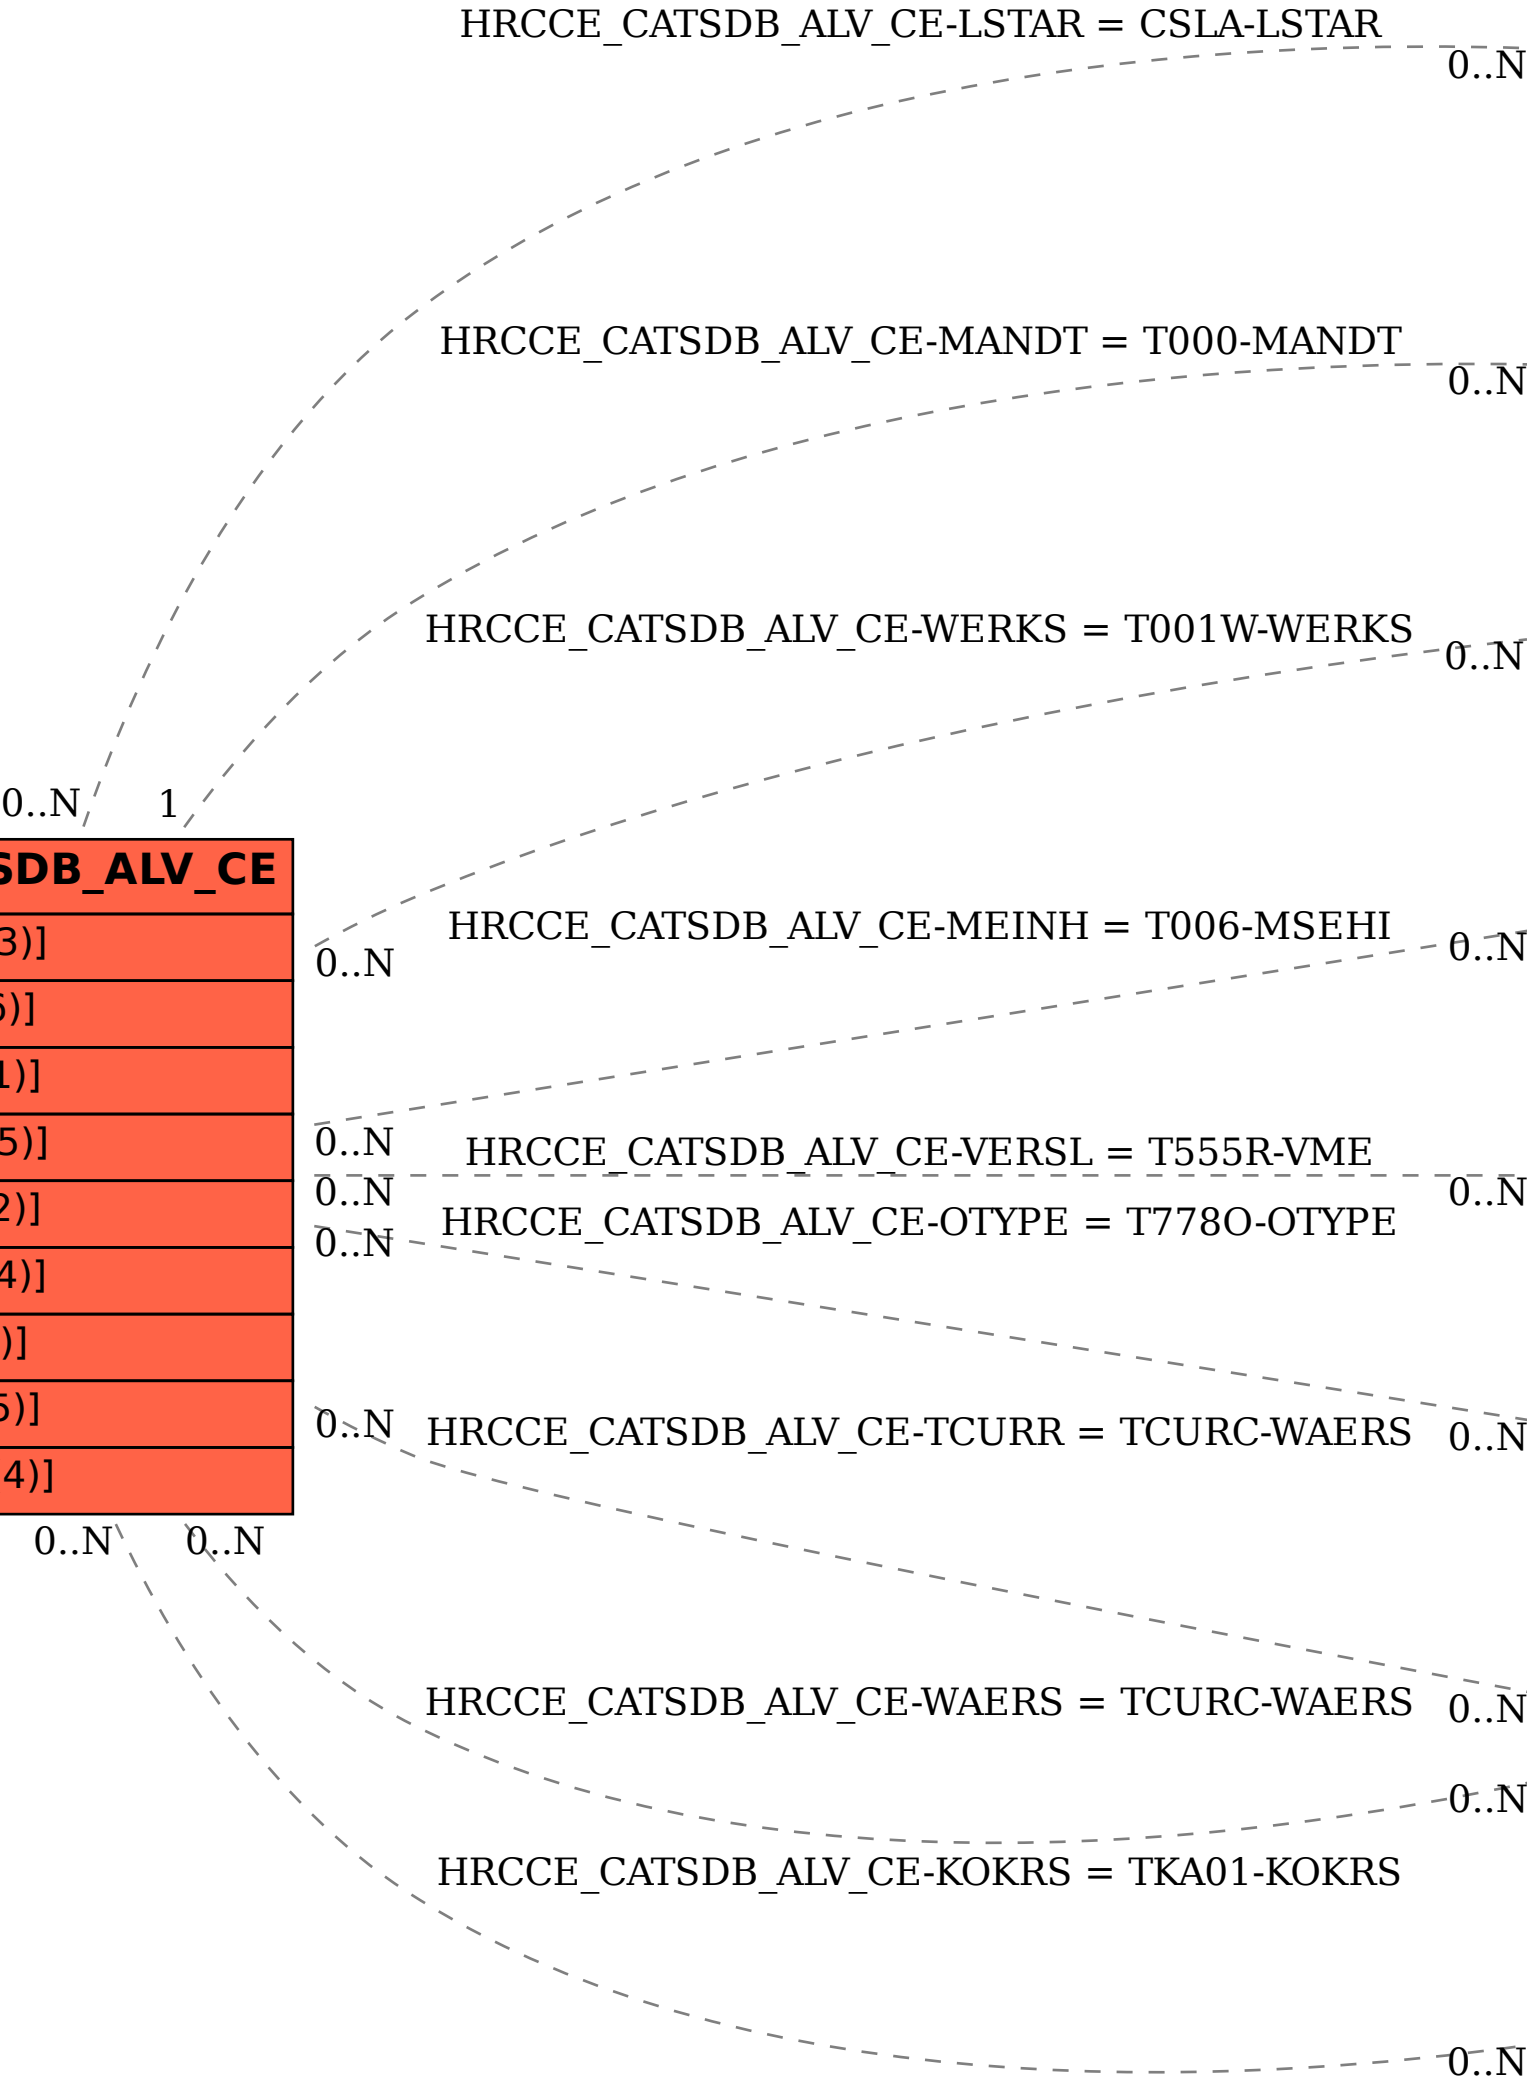 HRCCE_CATSDB_ALV_CE-LSTAR = CSLA-LSTAR
0..N
HRCCE_CATSDB_ALV_CE-MANDT = T000-MANDT
0..N
HRCCE_CATSDB_ALV_CE-WERKS = T001W-WERKS
0..N
0..N
1
SDB_ALV_CE
3)]
0..N
HRCCE_CATSDB_ALV_CE-MEINH = T006-MSEHI
0..N
6)]
1)]
5)]
0..N
HRCCE_CATSDB_ALV_CE-VERSL = T555R-VME
0..N
0..N
2)]
HRCCE_CATSDB_ALV_CE-OTYPE = T778O-OTYPE
0..N
4)]
)]
5)]
0..N
HRCCE_CATSDB_ALV_CE-TCURR = TCURC-WAERS
0..N
4)]
0..N
0..N
HRCCE_CATSDB_ALV_CE-WAERS = TCURC-WAERS
0..N
0..N
HRCCE_CATSDB_ALV_CE-KOKRS = TKA01-KOKRS
0..N